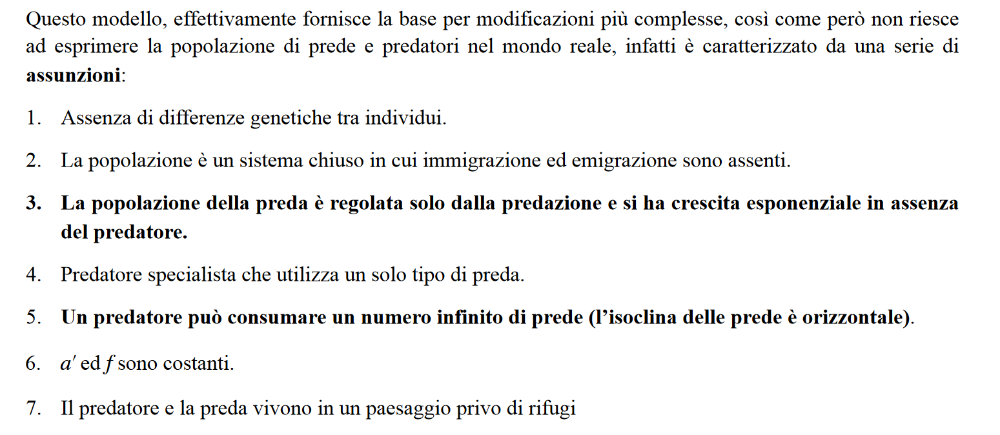 Questo modello, effettivamente fornisce la base per modificazioni più complesse, così come però non riesce
ad esprimere la popolazione di prede e predatori nel mondo reale, infatti è caratterizzato da una serie di
assunzioni:
1. Assenza di differenze genetiche tra individui.
2. La popolazione è un sistema chiuso in cui immigrazione ed emigrazione sono assenti.
3. La popolazione della preda è regolata solo dalla predazione e si ha crescita esponenziale in assenza
del predatore.
4. Predatore specialista che utilizza un solo tipo di preda.
5. Un predatore può consumare un numero infinito di prede (l’isoclina delle prede è orizzontale).
6. a′ ed f sono costanti.
7. Il predatore e la preda vivono in un paesaggio privo di rifugi